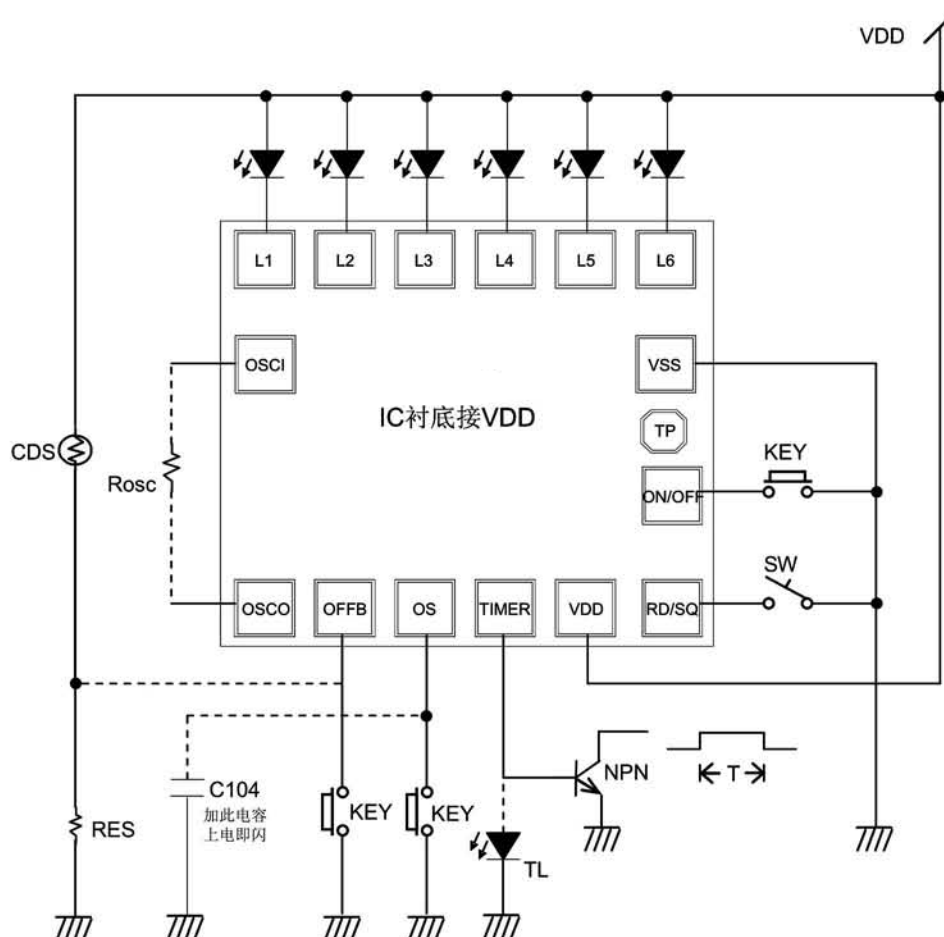 VDD
L1
L2
L3
L4
L5
L6
OSCI
VSS
IC衬底接VDD
TP
CDS
Rosc
KEY
ON/OFF
SW
OSCO
OFFB
OS
TIMER
VDD
RD/SQ
NPN
T
C104
加此电容
上电即闪
KEY
KEY
RES
TL